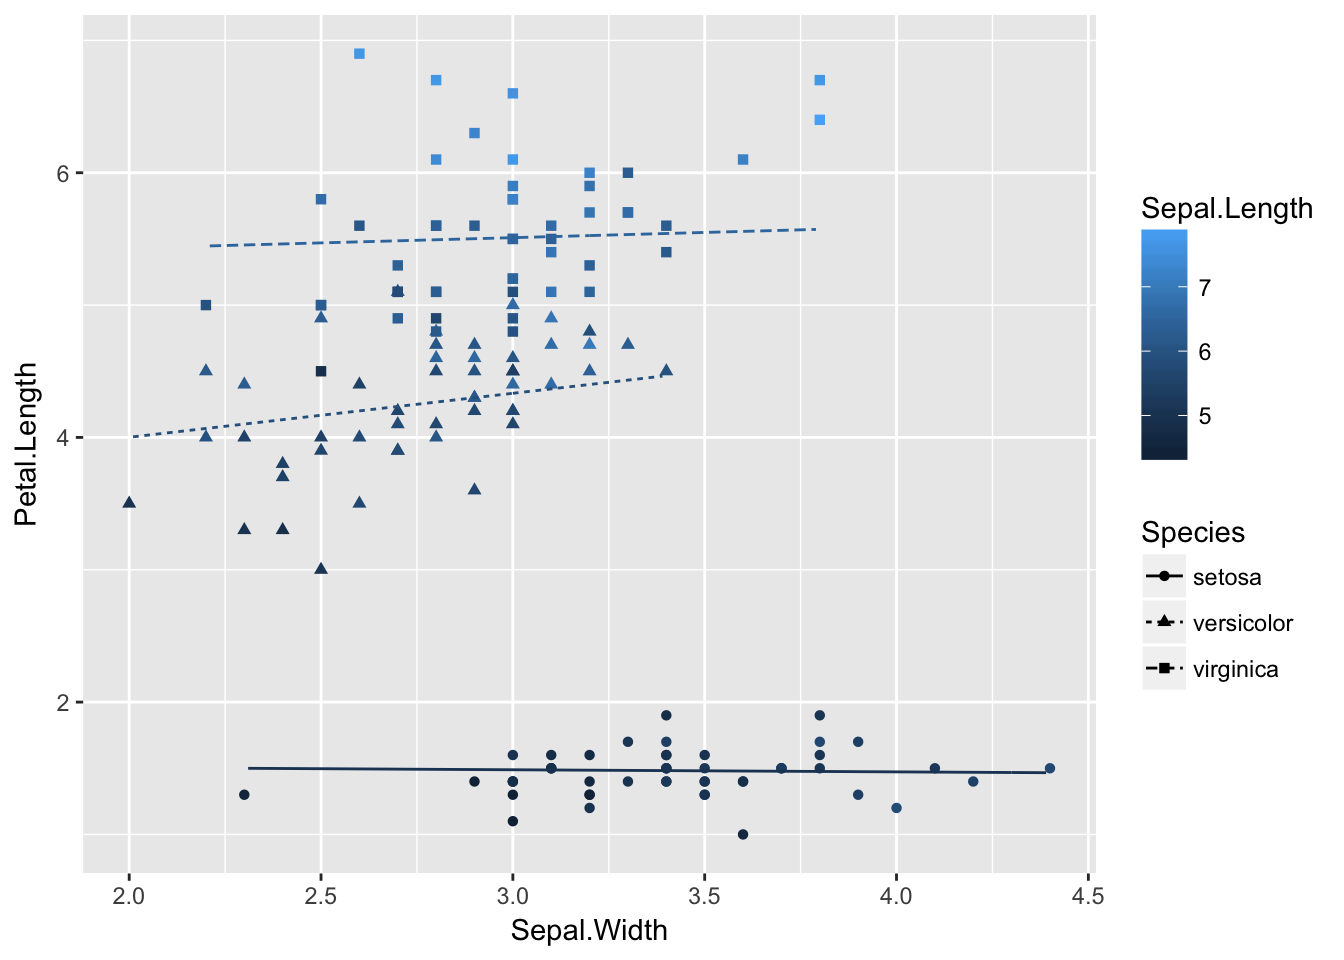 Petal.Length
6
4
2
2.0 2.5 3.0 3.5 4.0 4.5
Sepal.Width
Sepal.Length
7
6
5
Species
setosa
versicolor
virginica